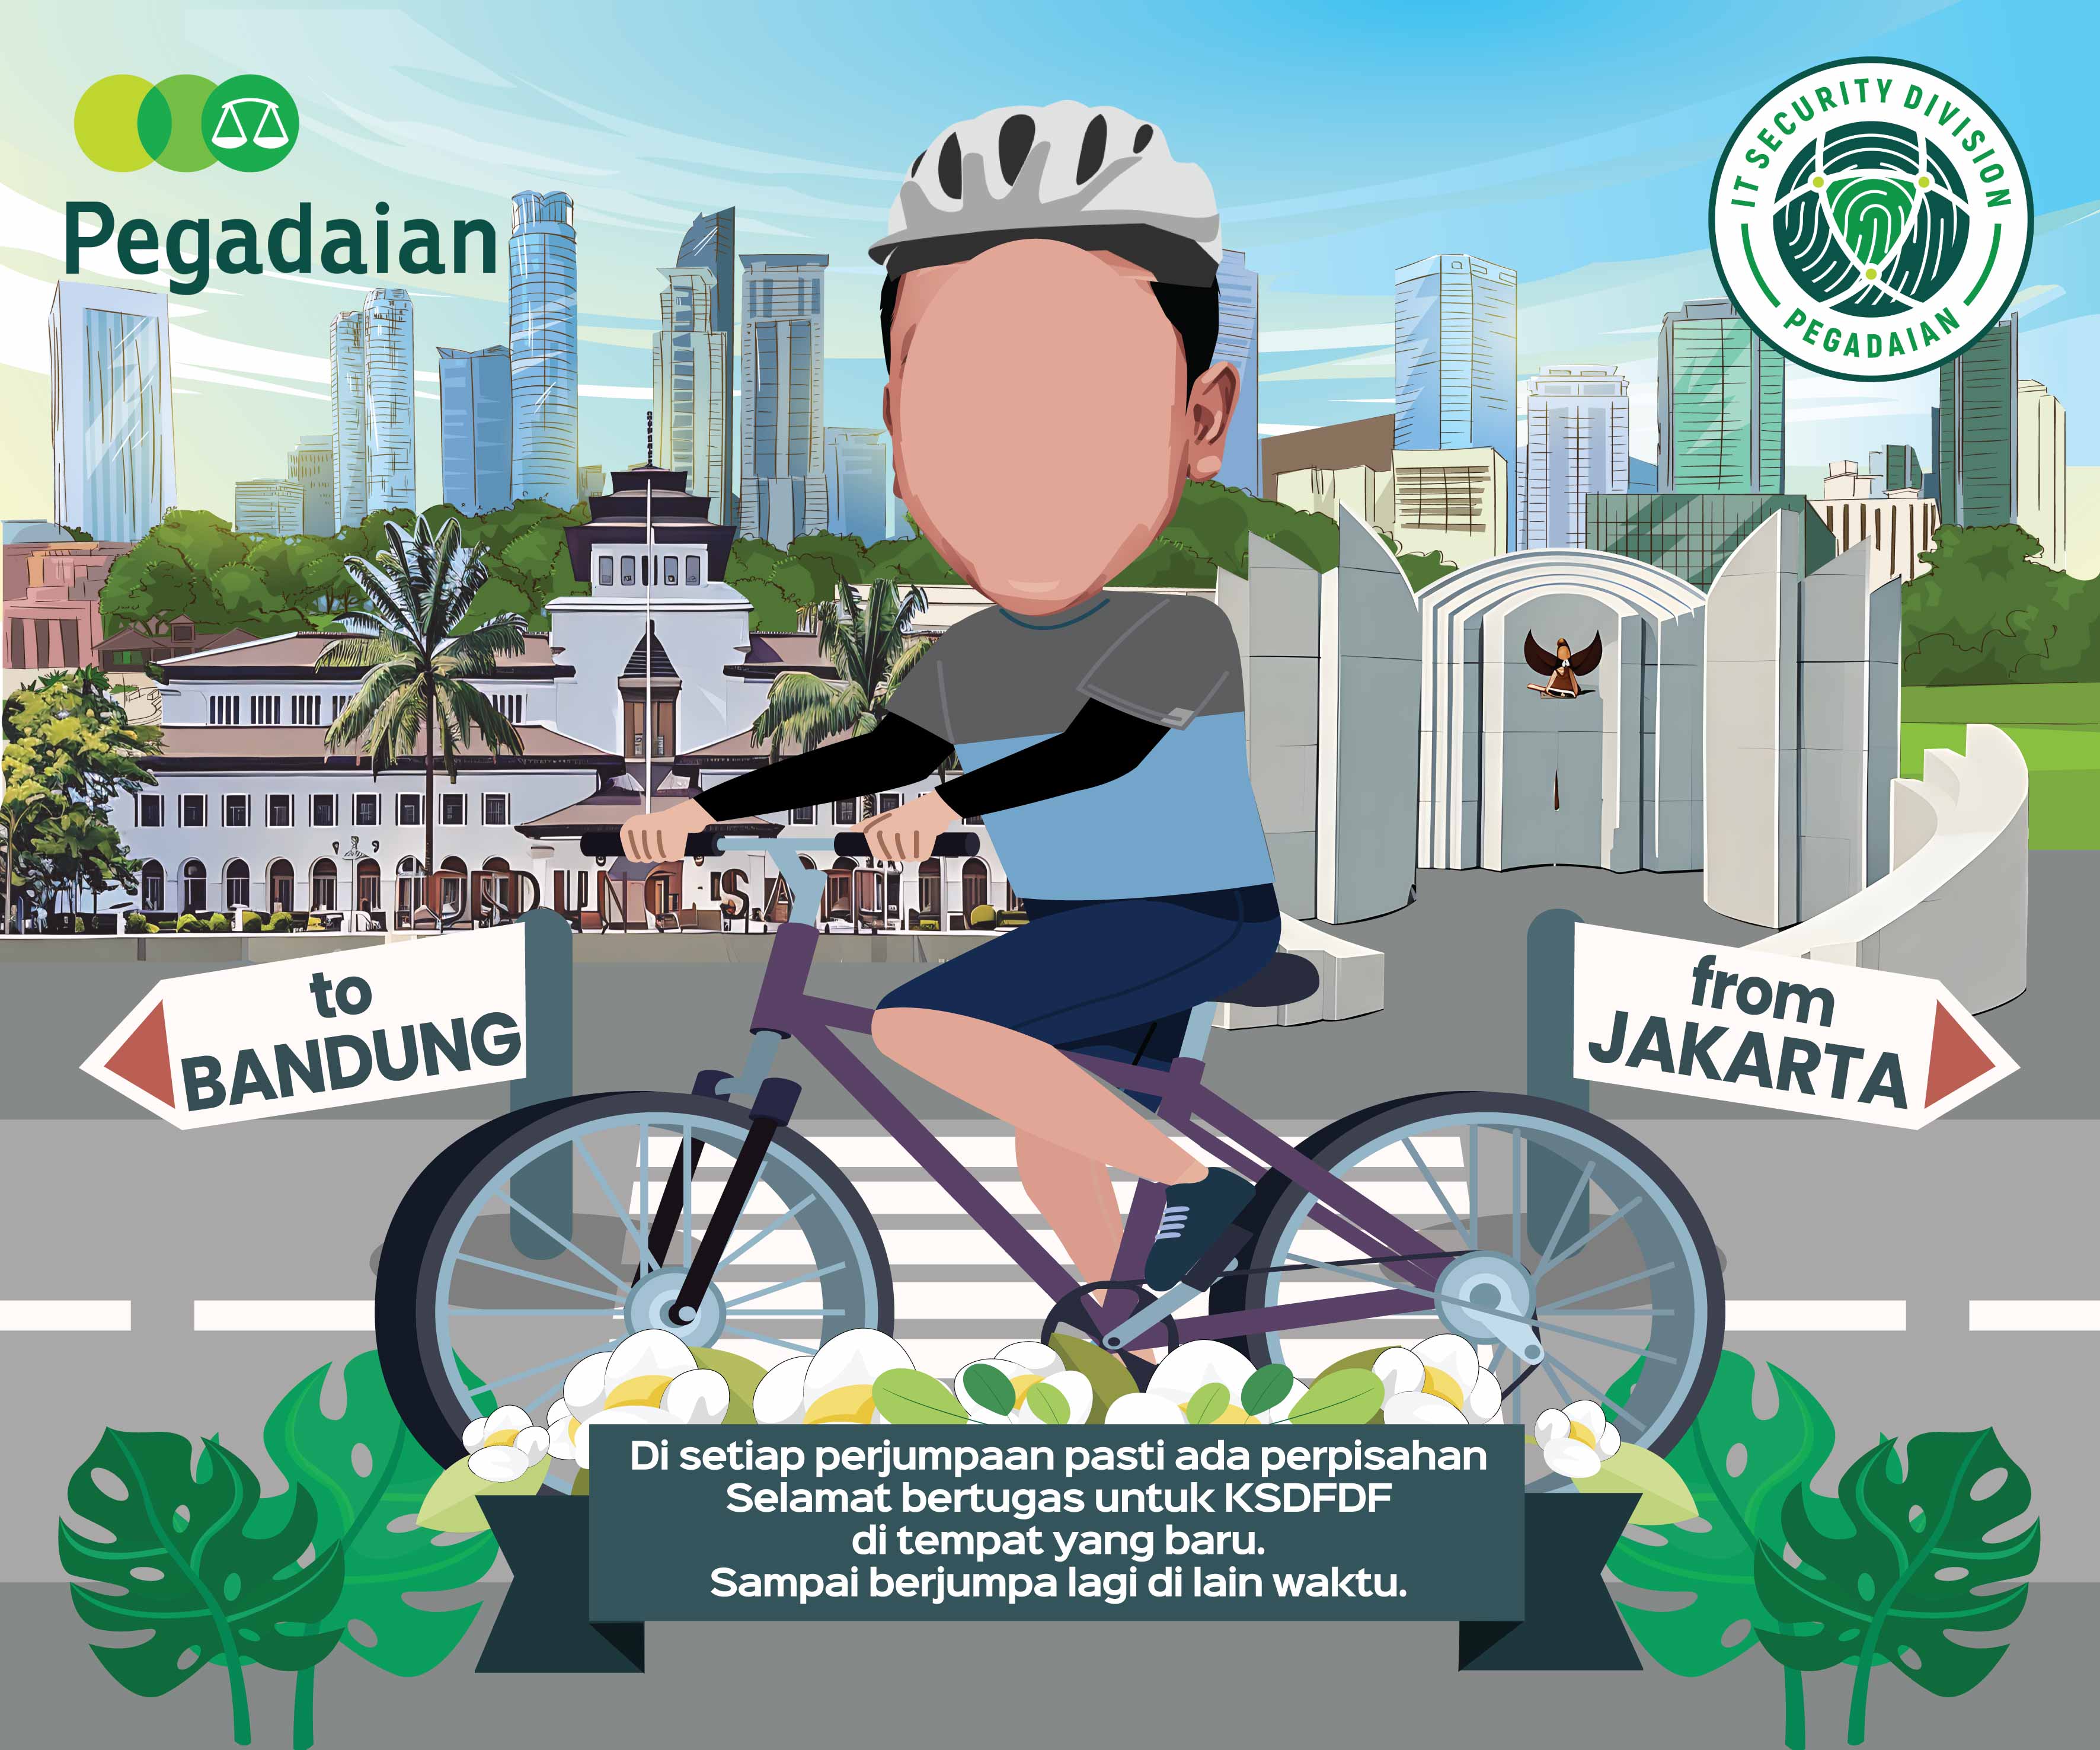 Pegadaian
IT SECURITY DIVISION
PEGADAIAN
to
BANDUNG
from
JAKARTA
Di setiap perjumpaan pasti ada perpisahan
Selamat bertugas untuk KSDFDF
di tempat yang baru.
Sampai berjumpa lagi di lain waktu.